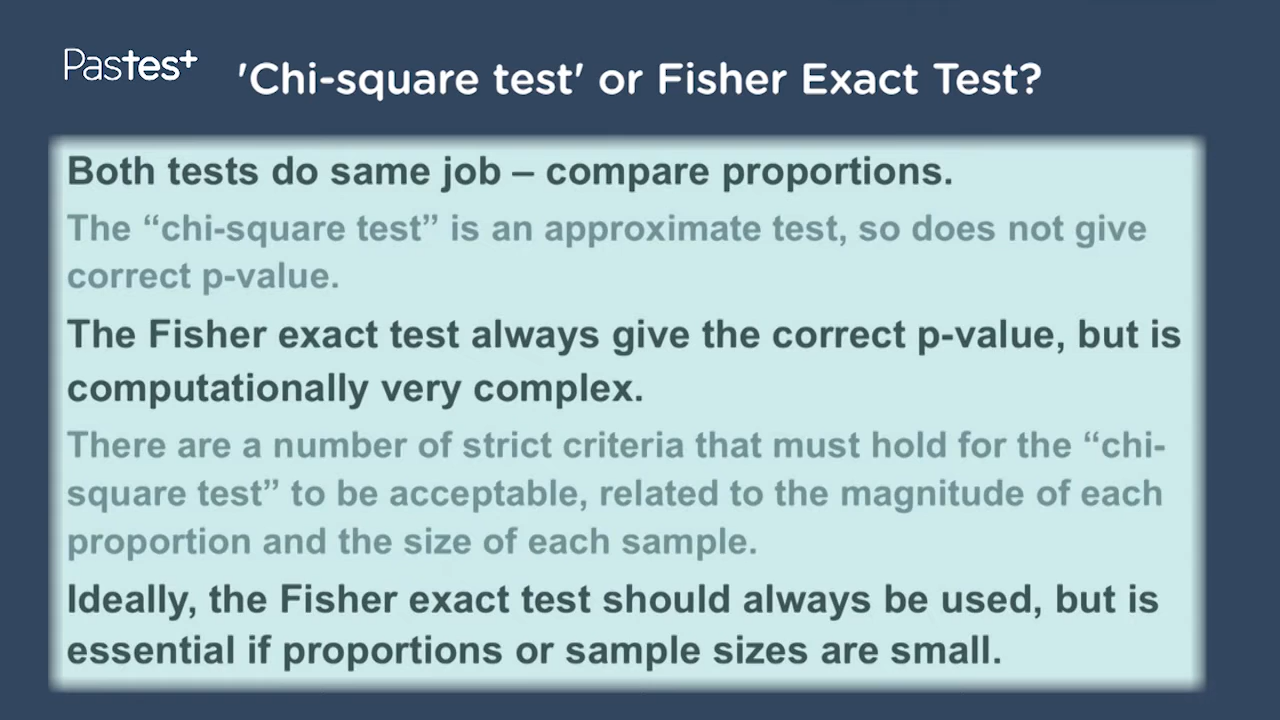 Pastest
'Chi-square test' or Fisher Exact Test?
Both tests do same job – compare proportions.
The “chi-square test” is an approximate test, so does not give
correct p-value.
The Fisher exact test always give the correct p-value, but is
computationally very complex.
There are a number of strict criteria that must hold for the “chi-
square test” to be acceptable, related to the magnitude of each
proportion and the size of each sample.
Ideally, the Fisher exact test should always be used, but is
essential if proportions or sample sizes are small.